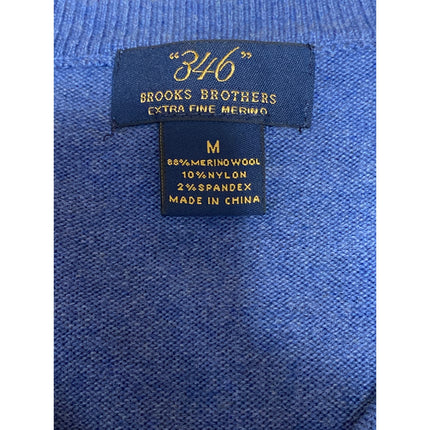 "346"
BROOKS BROTHERS
EXTRA FINE MERINO
M
88% MERINO WOOL
10% NYLON
2% SPANDEX
MADE IN CHINA